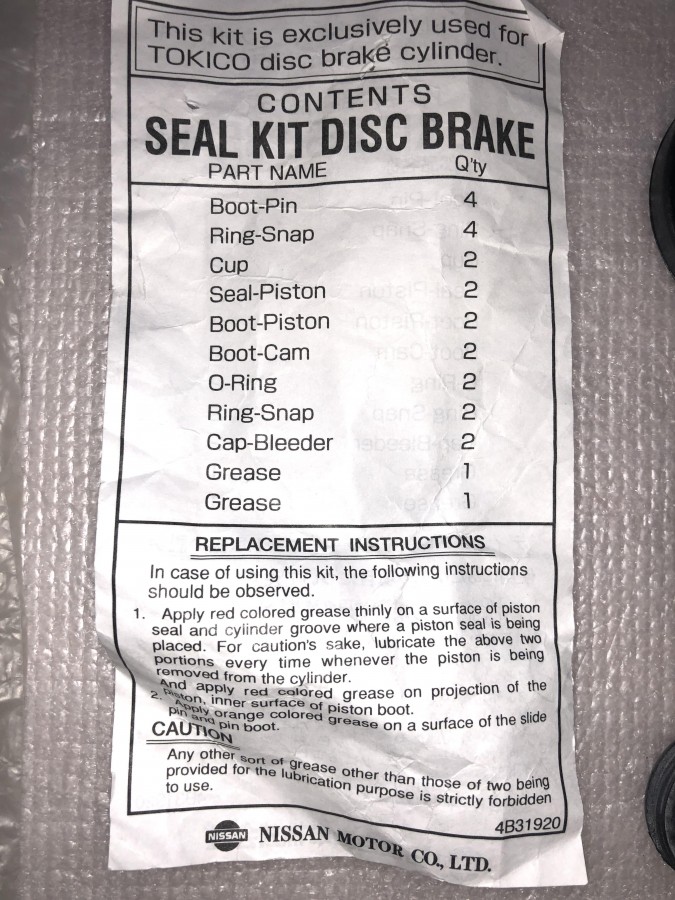 This kit is exclusively used for
TOKICO disc brake cylinder.
CONTENTS
SEAL KIT DISC BRAKE
PART NAME Q'ty
Boot-Pin 4
Ring-Snap 4
Cup 2
Seal-Piston 2
Boot-Piston 2
Boot-Cam 2
O-Ring 2
Ring-Snap 2
Cap-Bleeder 2
Grease 1
Grease 1
REPLACEMENT INSTRUCTIONS
In case of using this kit, the following instructions
should be observed.
1. Apply red colored grease thinly on a surface of piston
seal and cylinder groove where a piston seal is being
placed. For caution's sake, lubricate the above two
portions every time whenever the piston is being
removed from the cylinder.
And apply red colored grease on projection of the
piston, inner surface of piston boot.
2. Apply orange colored grease on a surface of the slide
pin and pin boot.
CAUTION
Any other sort of grease other than those of two being
provided for the lubrication purpose is strictly forbidden
to use.
4B31920
NISSAN NISSAN MOTOR CO., LTD.